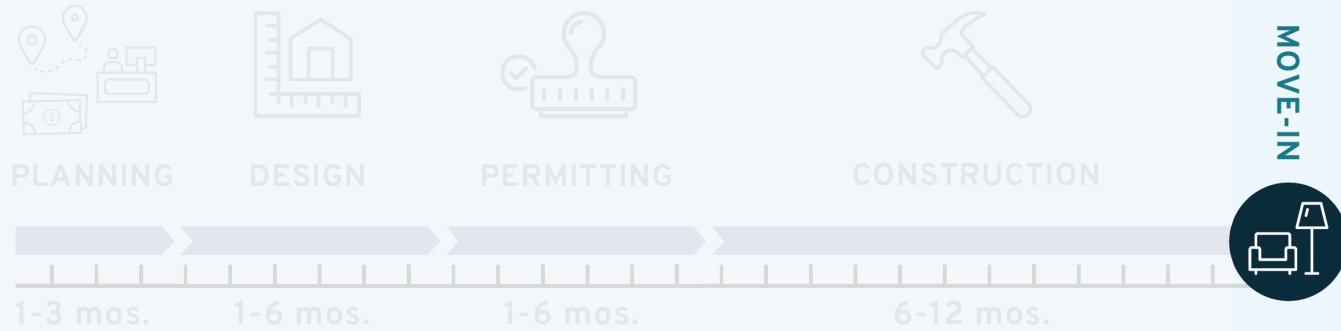 PLANNING
DESIGN
PERMITTING
CONSTRUCTION
MOVE-IN
$
1-3 mos.
1-6 mos.
1-6 mos.
6-12 mos.